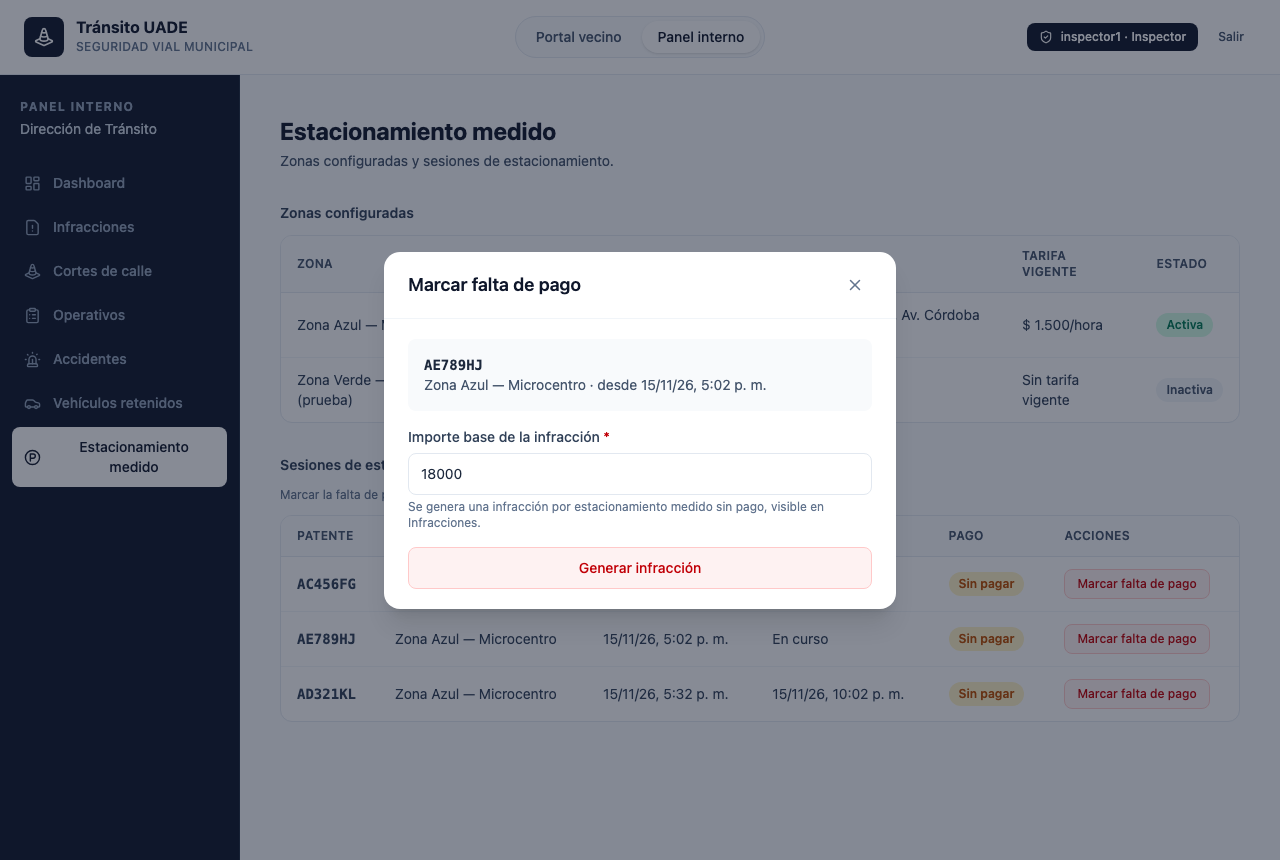 Tránsito UADE
SEGURIDAD VIAL MUNICIPAL
Portal vecino
Panel interno
inspector1 · Inspector
Salir
PANEL INTERNO
Dirección de Tránsito
Dashboard
Infracciones
Cortes de calle
Operativos
Accidentes
Vehículos retenidos
Estacionamiento
medido
Estacionamiento medido
Zonas configuradas y sesiones de estacionamiento.
Zonas configuradas
ZONA
TARIFA
VIGENTE
ESTADO
Zona Azul —
Av. Córdoba
$ 1.500/hora
Activa
Zona Verde —
(prueba)
Sin tarifa
vigente
Inactiva
Marcar falta de pago
AE789HJ
Zona Azul — Microcentro · desde 15/11/26, 5:02 p. m.
Importe base de la infracción *
18000
Se genera una infracción por estacionamiento medido sin pago, visible en
Infracciones.
Generar infracción
Sesiones de
Marcar la falta de
PATENTE
PAGO
ACCIONES
AC456FG
Sin pagar
Marcar falta de pago
AE789HJ
Zona Azul — Microcentro
15/11/26, 5:02 p. m.
En curso
Sin pagar
Marcar falta de pago
AD321KL
Zona Azul — Microcentro
15/11/26, 5:32 p. m.
15/11/26, 10:02 p. m.
Sin pagar
Marcar falta de pago